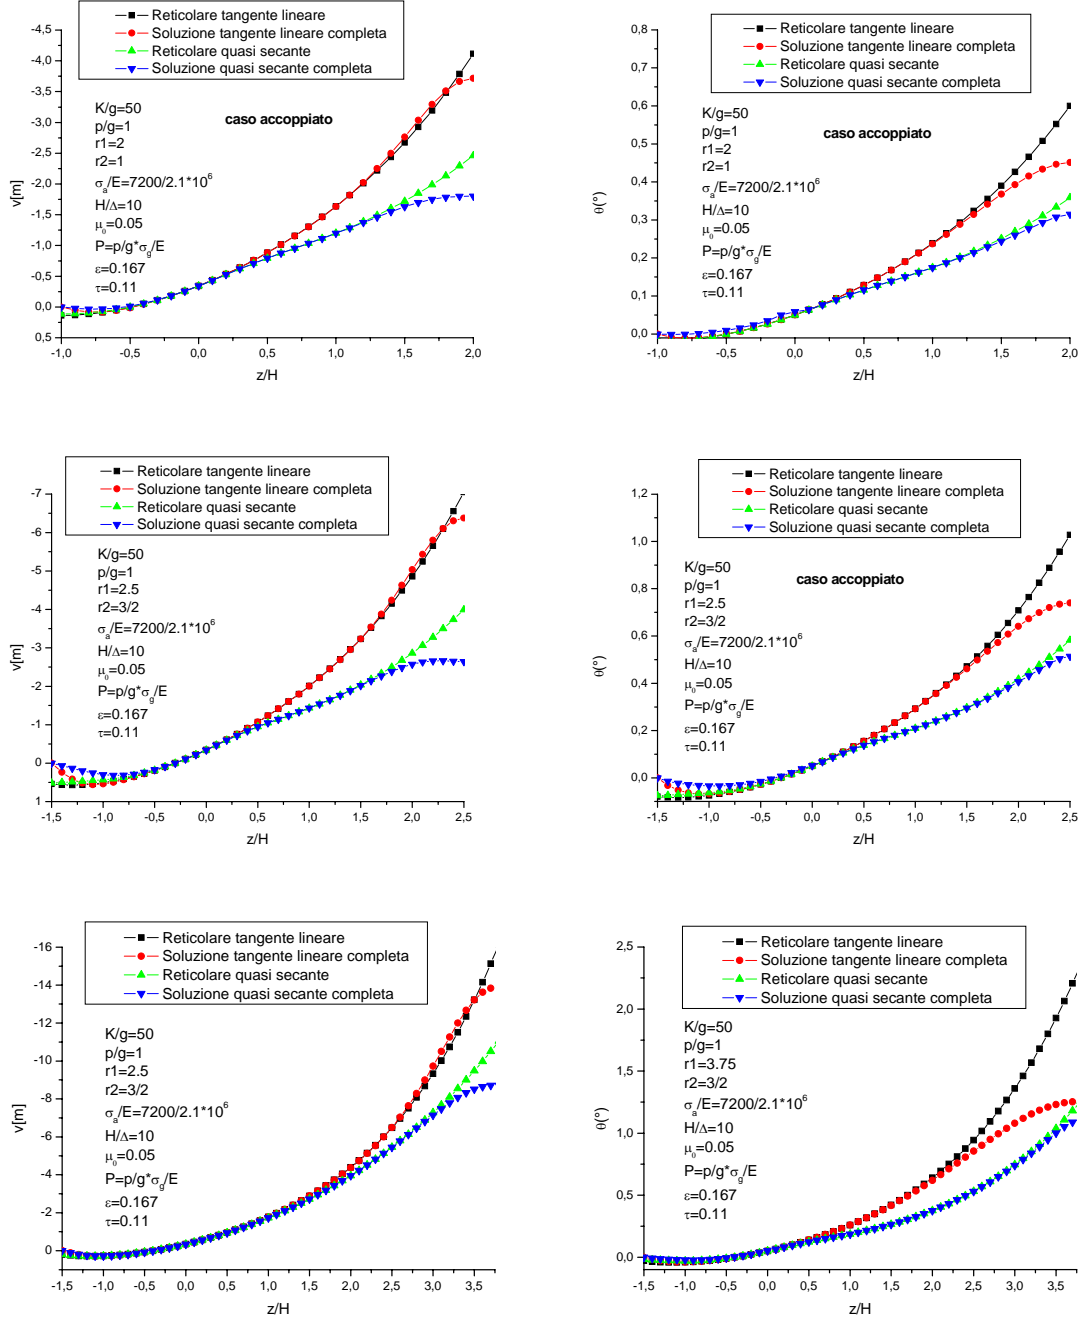 Reticolare tangente lineare
Soluzione tangente lineare completa
Reticolare quasi secante
Soluzione quasi secante completa
-4,5
-4,0
-3,5
-3,0
-2,5
-2,0
-1,5
-1,0
-0,5
0,0
0,5
v[m]
K/g=50
p/g=1
r1=2
r2=1
σa/E=7200/2.1*10^6
H/Δ=10
μ0=0.05
P=p/g*σg/E
ε=0.167
τ=0.11
caso accoppiato
-1,0 -0,5 0,0 0,5 1,0 1,5 2,0
z/H
Reticolare tangente lineare
Soluzione tangente lineare completa
Reticolare quasi secante
Soluzione quasi secante completa
0,8
0,6
0,5
0,3
0,2
0,0
θ(°)
K/g=50
p/g=1
r1=2
r2=1
σa/E=7200/2.1*10^6
H/Δ=10
μ0=0.05
P=p/g*σg/E
ε=0.167
τ=0.11
caso accoppiato
-1,0 -0,5 0,0 0,5 1,0 1,5 2,0
z/H
Reticolare tangente lineare
Soluzione tangente lineare completa
Reticolare quasi secante
Soluzione quasi secante completa
-7
-6
-5
-4
-3
-2
-1
0
1
v[m]
K/g=50
p/g=1
r1=2.5
r2=3/2
σa/E=7200/2.1*10^6
H/Δ=10
μ0=0.05
P=p/g*σg/E
ε=0.167
τ=0.11
-1,5 -1,0 -0,5 0,0 0,5 1,0 1,5 2,0 2,5
z/H
Reticolare tangente lineare
Soluzione tangente lineare completa
Reticolare quasi secante
Soluzione quasi secante completa
1,2
1,0
0,8
0,6
0,4
0,2
0,0
θ(°)
K/g=50
p/g=1
r1=2.5
r2=3/2
σa/E=7200/2.1*10^6
H/Δ=10
μ0=0.05
P=p/g*σg/E
ε=0.167
τ=0.11
caso accoppiato
-1,5 -1,0 -0,5 0,0 0,5 1,0 1,5 2,0 2,5
z/H
Reticolare tangente lineare
Soluzione tangente lineare completa
Reticolare quasi secante
Soluzione quasi secante completa
-16
-14
-12
-10
-8
-6
-4
-2
0
v[m]
K/g=50
p/g=1
r1=2.5
r2=3/2
σa/E=7200/2.1*10^6
H/Δ=10
μ0=0.05
P=p/g*σg/E
ε=0.167
τ=0.11
-1,5 -1,0 -0,5 0,0 0,5 1,0 1,5 2,0 2,5 3,0 3,5
z/H
Reticolare tangente lineare
Soluzione tangente lineare completa
Reticolare quasi secante
Soluzione quasi secante completa
2,5
2,0
1,5
1,0
0,5
0,0
θ(°)
K/g=50
p/g=1
r1=3.75
r2=3/2
σa/E=7200/2.1*10^6
H/Δ=10
μ0=0.05
P=p/g*σg/E
ε=0.167
τ=0.11
-1,5 -1,0 -0,5 0,0 0,5 1,0 1,5 2,0 2,5 3,0 3,5
z/H